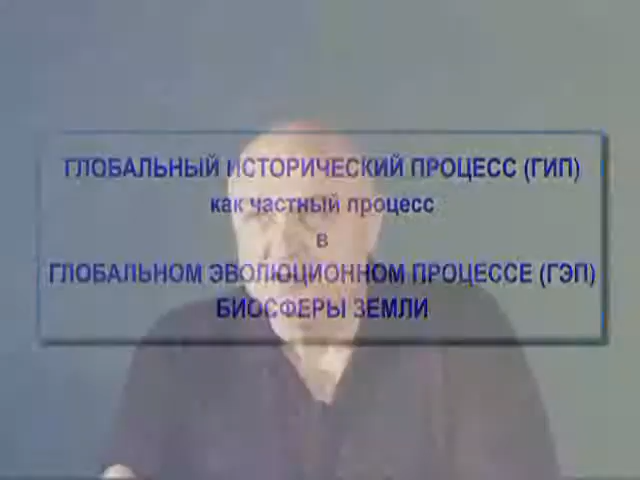 ГЛОБАЛЬНЫЙ ИСТОРИЧЕСКИЙ ПРОЦЕСС (ГИП)
как частный процесс
в
ГЛОБАЛЬНОМ ЭВОЛЮЦИОННОМ ПРОЦЕССЕ (ГЭП)
БИОСФЕРЫ ЗЕМЛИ